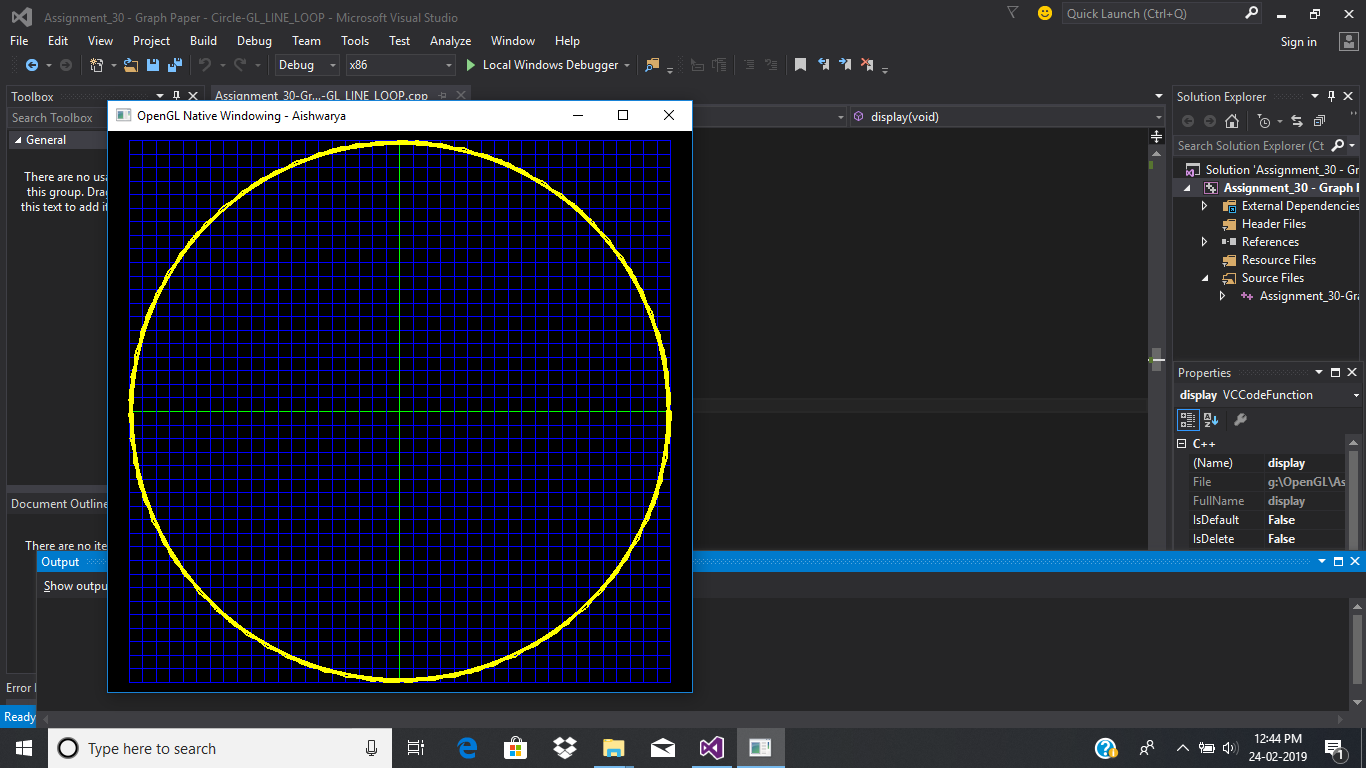 Assignment_30 - Graph Paper - Circle-GL_LINE_LOOP - Microsoft Visual Studio
Quick Launch (Ctrl+Q)
File Edit View Project Build Debug Team Tools Test Analyze Window Help
Sign in
Debug x86 Local Windows Debugger
Toolbox
Assignment_30-Gr...-GL_LINE_LOOP.cpp
Solution Explorer
Search Toolbox
OpenGL Native Windowing - Aishwarya
display(void)
General
Search Solution Explorer (Ct
There are no usa
this group. Drag
this text to add it
Solution 'Assignment_30 - Gr
Assignment_30 - Graph
External Dependencies
Header Files
References
Resource Files
Source Files
Assignment_30-Gra
Properties
display VCCodeFunction
C++
(Name) display
File g:\OpenGL\As
FullName display
IsDefault False
IsDelete False
Document Outline
There are no ite
Output
Show outpu
Error
Ready
Type here to search
12:44 PM
24-02-2019
1